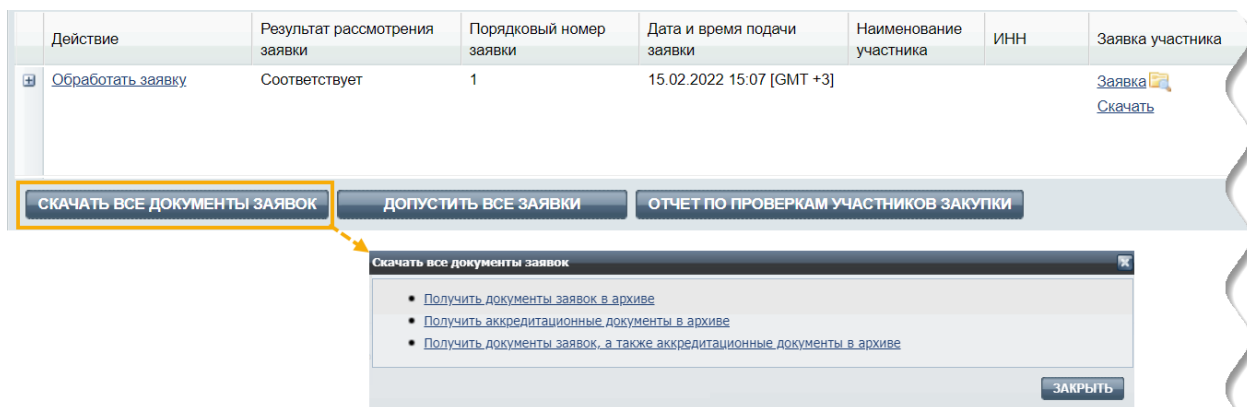 Действие
Результат рассмотрения
заявки
Порядковый номер
заявки
Дата и время подачи
заявки
Наименование
участника
ИНН
Заявка участника
Обработать заявку
Соответствует
1
15.02.2022 15:07 [GMT +3]
Заявка
Скачать
СКАЧАТЬ ВСЕ ДОКУМЕНТЫ ЗАЯВОК
ДОПУСТИТЬ ВСЕ ЗАЯВКИ
ОТЧЕТ ПО ПРОВЕРКАМ УЧАСТНИКОВ ЗАКУПКИ
Скачать все документы заявок
Получить документы заявок в архиве
Получить аккредитационные документы в архиве
Получить документы заявок, а также аккредитационные документы в архиве
ЗАКРЫТЬ